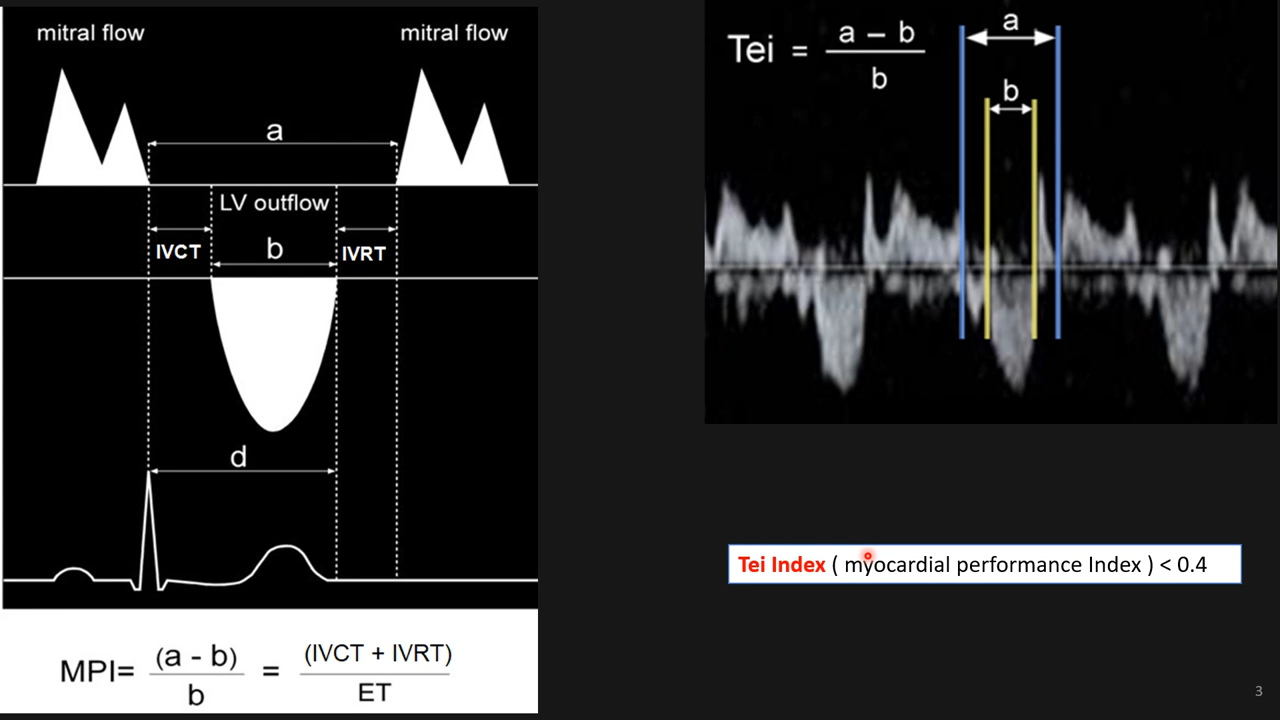 mitral flow
mitral flow
a
LV outflow
IVCT
b
IVRT
d
MPI= (a - b) / b = (IVCT + IVRT) / ET
Tei = a – b / b
a
b
Tei Index ( myocardial performance Index ) < 0.4
3